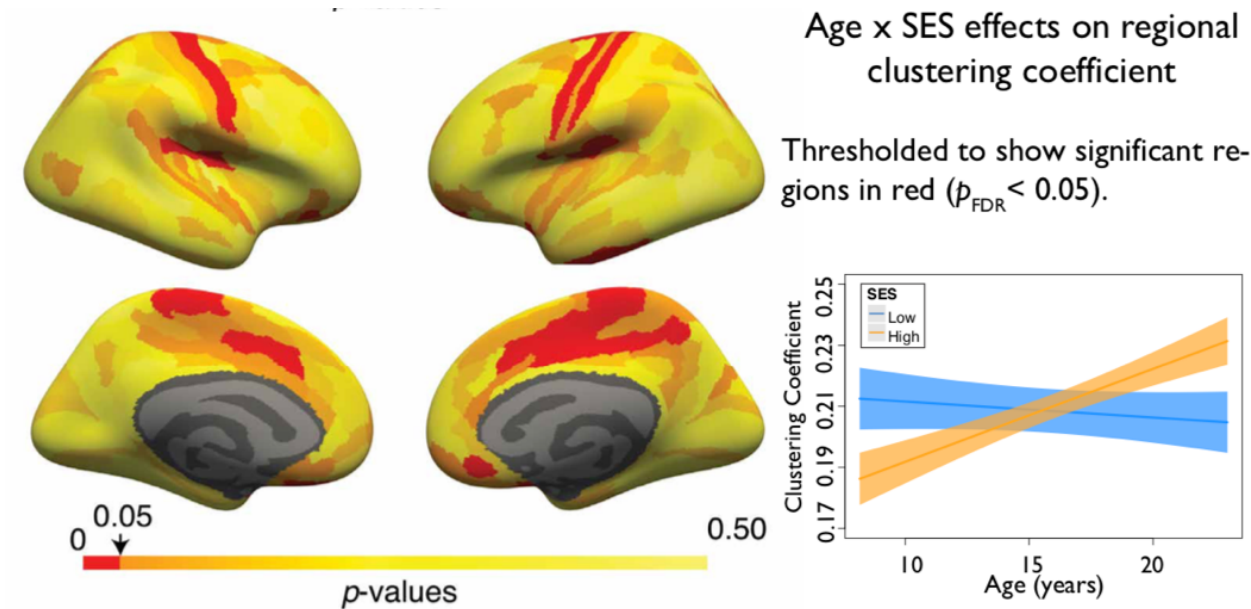 Age x SES effects on regional
clustering coefficient
Thresholded to show significant re-
gions in red (pFDR < 0.05).
0
0.05
0.50
p-values
SES
Low
High
Clustering Coefficient
0.25
0.23
0.21
0.19
0.17
10
15
20
Age (years)